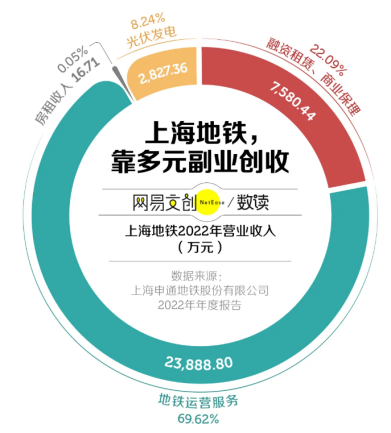 8.24%
光伏发电
2,827.36
0.05%
房租收入 16.71
22.09%
融资租赁、商业保理
7,580.44
上海地铁，
靠多元副业创收
网易文创 NetEase / 数读
上海地铁2022年营业收入
（万元）
数据来源：
上海申通地铁股份有限公司
2022年年度报告
23,888.80
地铁运营服务
69.62%